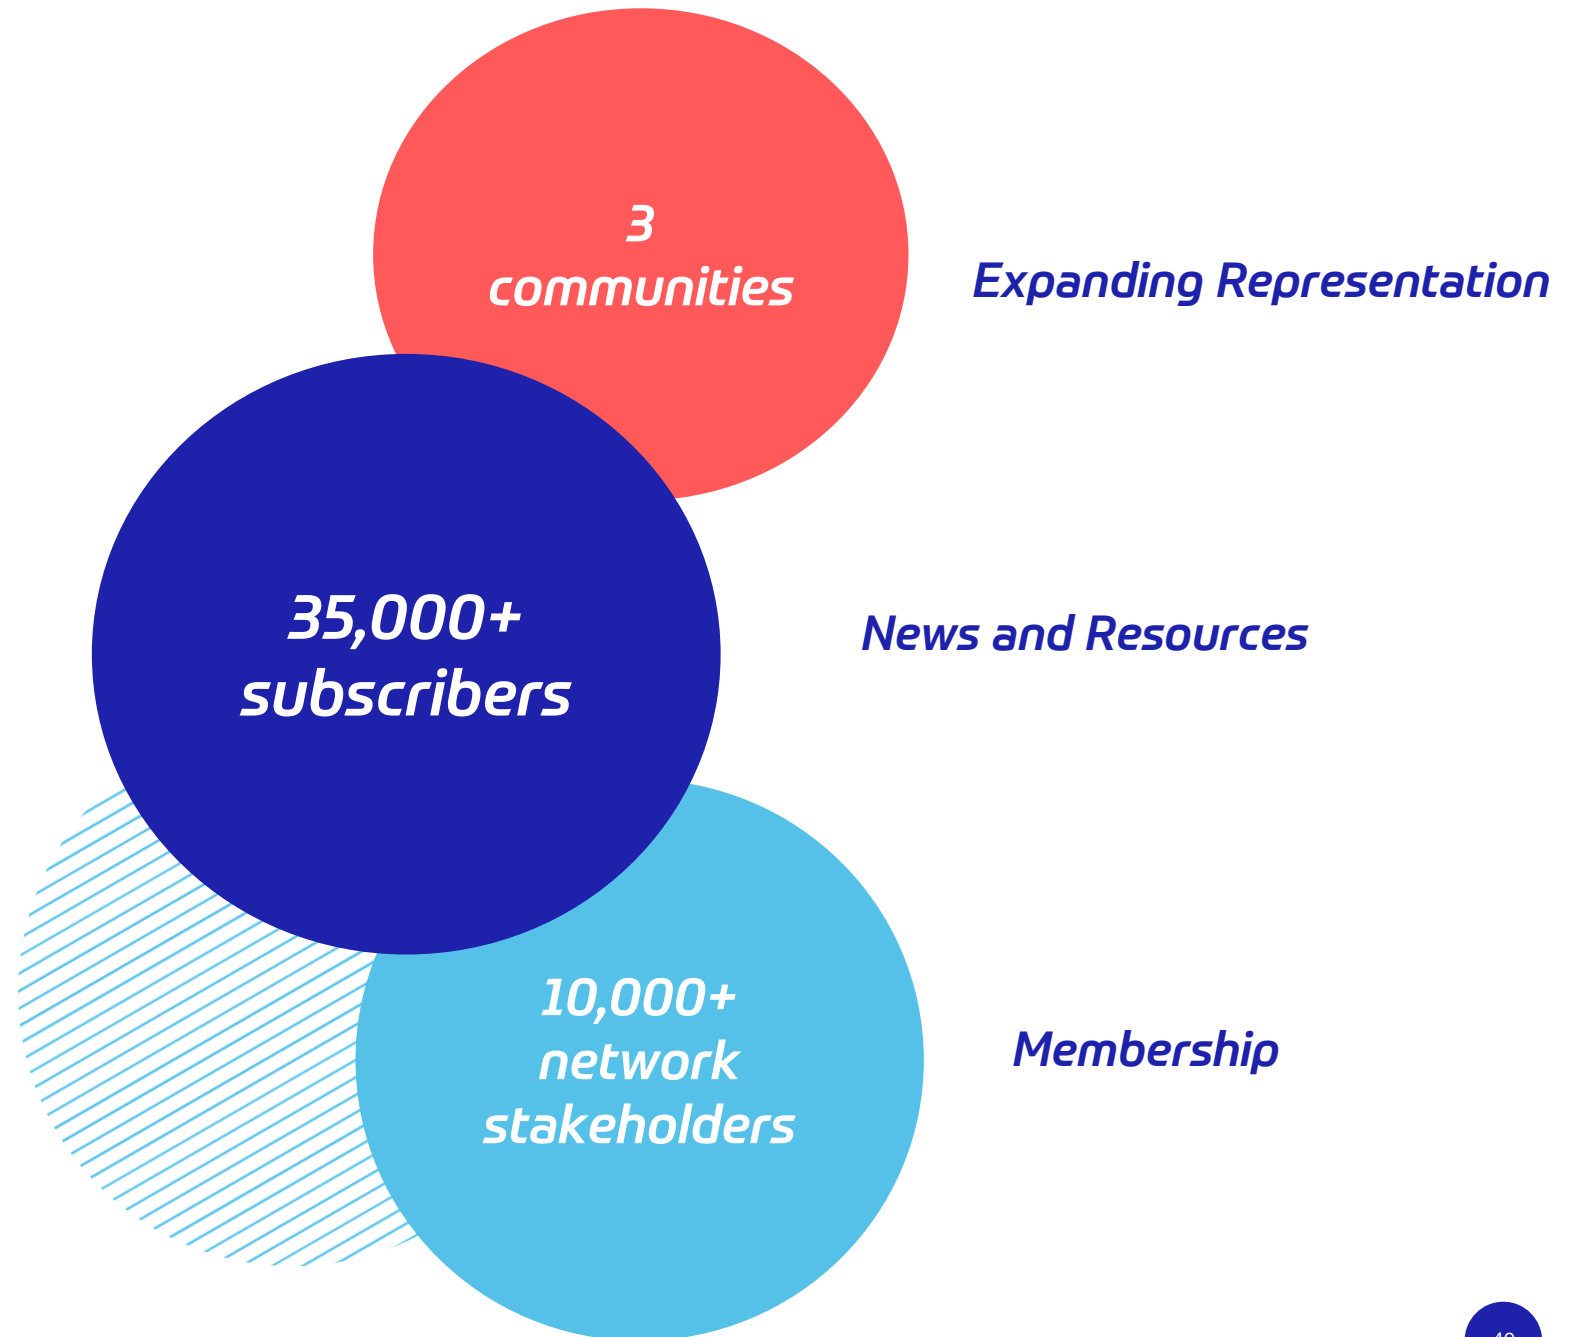 3
communities
Expanding Representation
35,000+
subscribers
News and Resources
10,000+
network
stakeholders
Membership